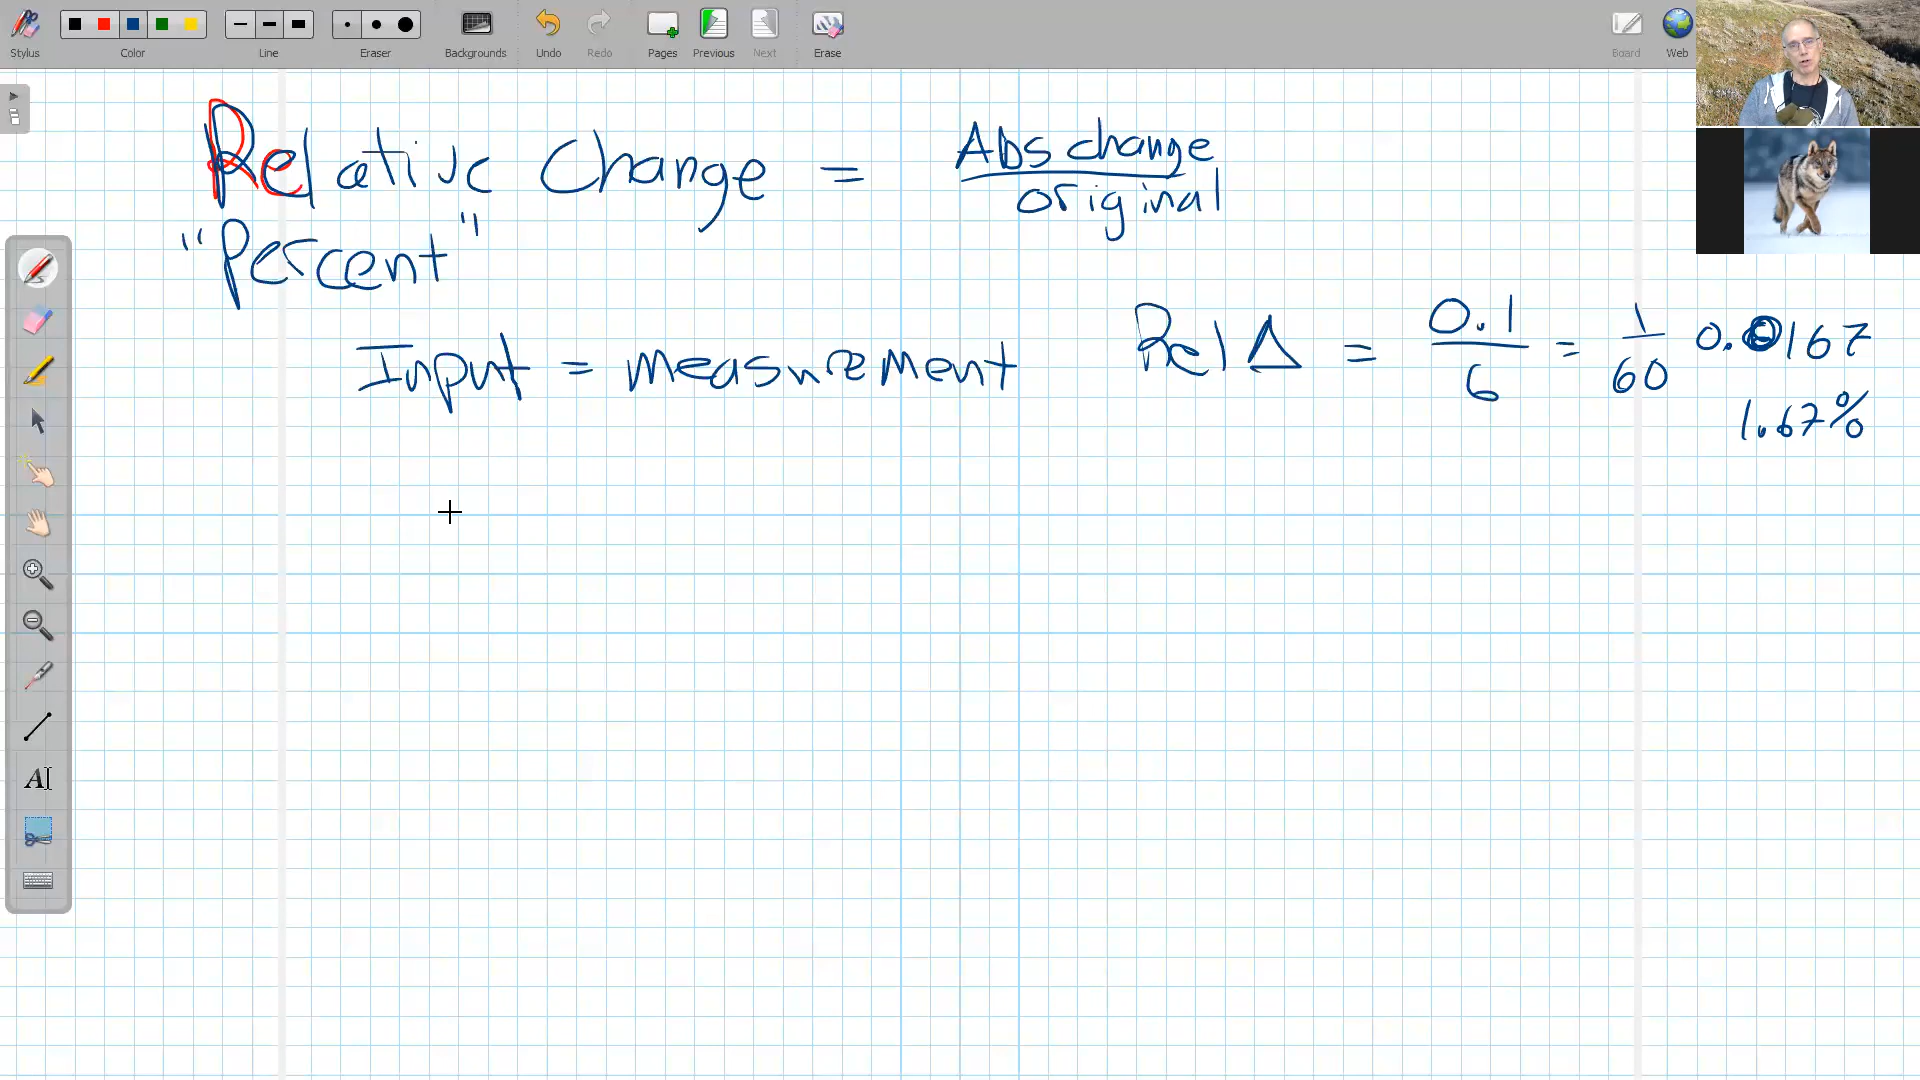 Stylus
Color
Line
Eraser
Backgrounds
Undo
Redo
Pages
Previous
Next
Erase
Board
Web
Relative Change = Abs change
original
"Percent"
Input = measurement
Rel Δ = 0.1 = 1 0.0167
6 60
1.67%